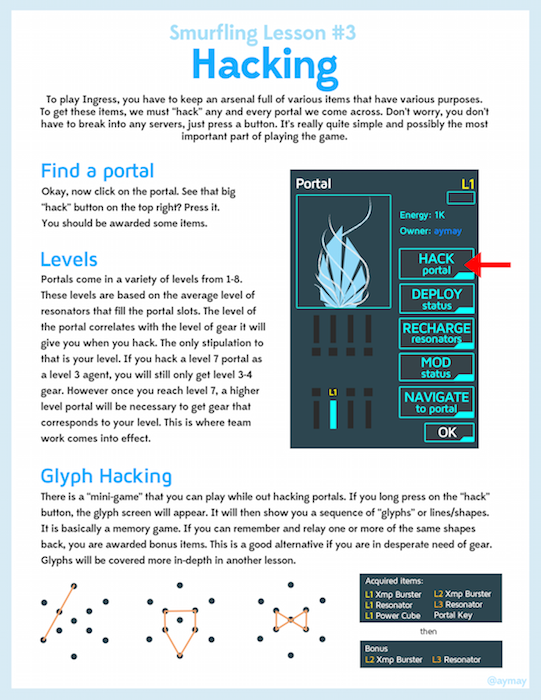 Smurfling Lesson #3
Hacking
To play Ingress, you have to keep an arsenal full of various items that have various purposes.
To get these items, we must "hack" any and every portal we come across. Don't worry, you don't
have to break into any servers, just press a button. It's really quite simple and possibly the most
important part of playing the game.
Find a portal
Okay, now click on the portal. See that big
"hack" button on the top right? Press it.
You should be awarded some items.
Levels
Portals come in a variety of levels from 1-8.
These levels are based on the average level of
resonators that fill the portal slots. The level of
the portal correlates with the level of gear it will
give you when you hack. The only stipulation to
that is your level. If you hack a level 7 portal as
a level 3 agent, you will still only get level 3-4
gear. However once you reach level 7, a higher
level portal will be necessary to get gear that
corresponds to your level. This is where team
work comes into effect.
Portal
L1
Energy: 1K
Owner: aymay
HACK
portal
DEPLOY
status
RECHARGE
resonators
MOD
status
NAVIGATE
to portal
OK
L1
Glyph Hacking
There is a "mini-game" that you can play while out hacking portals. If you long press on the "hack"
button, the glyph screen will appear. It will then show you a sequence of "glyphs" or lines/shapes.
It is basically a memory game. If you can remember and relay one or more of the same shapes
back, you are awarded bonus items. This is a good alternative if you are in desperate need of gear.
Glyphs will be covered more in-depth in another lesson.
Acquired items:
L1 Xmp Burster L2 Xmp Burster
L1 Resonator L3 Resonator
L1 Power Cube Portal Key
then
Bonus
L2 Xmp Burster L3 Resonator
@aymay